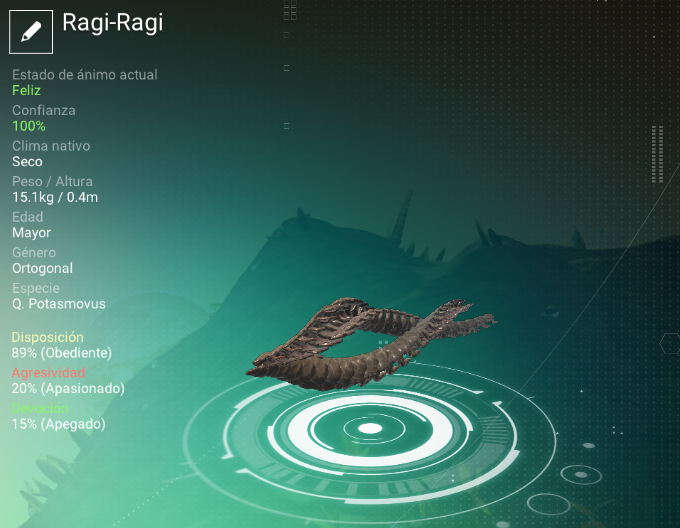 Ragi-Ragi
Estado de ánimo actual
Feliz
Confianza
100%
Clima nativo
Seco
Peso / Altura
15.1kg / 0.4m
Edad
Mayor
Género
Ortogonal
Especie
Q. Potasmovus
Disposición
89% (Obediente)
Agresividad
20% (Apasionado)
Devoción
15% (Apegado)